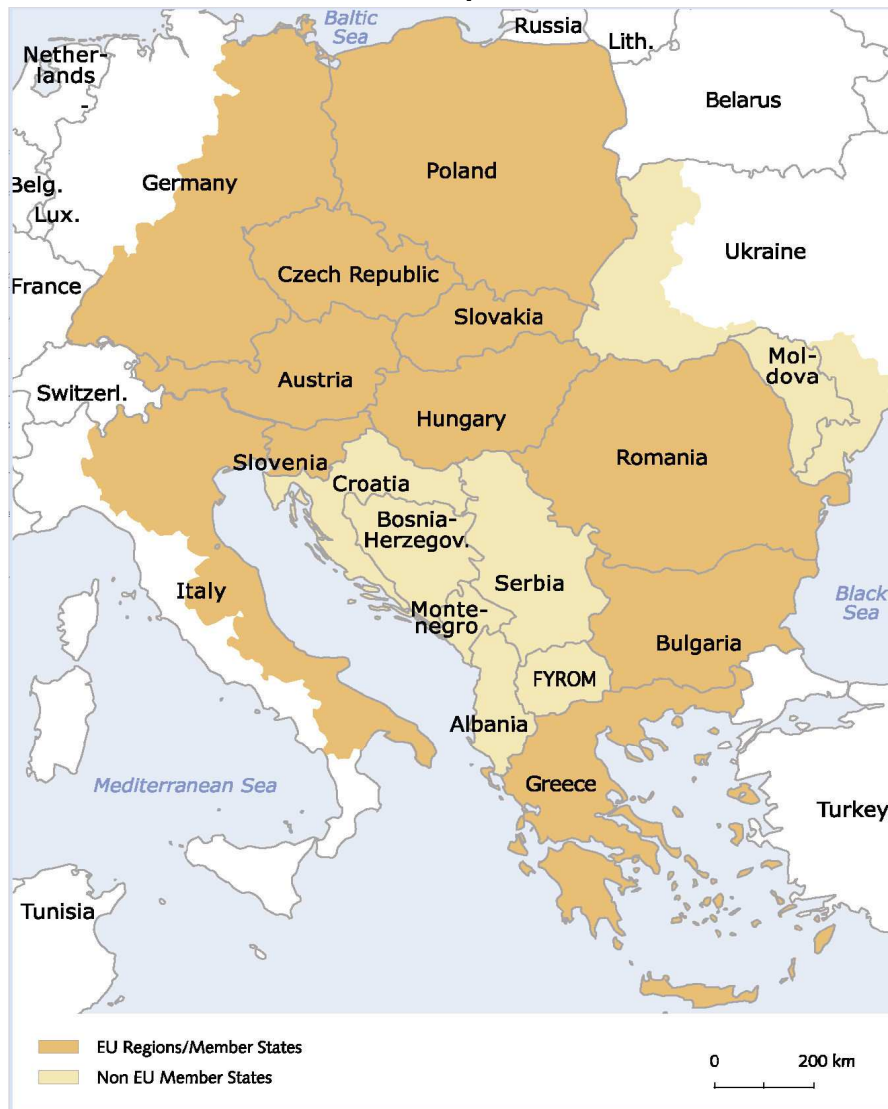 Baltic
Sea
Russia
Lith.
Nether-
lands
-
Belarus
Belg.
Germany
Poland
Lux.
Ukraine
France
Czech Republic
Slovakia
Mol-
dova
Switzerl.
Austria
Hungary
Slovenia
Romania
Croatia
Bosnia-
Herzegov.
Serbia
Italy
Black
Sea
Monte-
negro
Bulgaria
FYROM
Albania
Mediterranean Sea
Greece
Turkey
Tunisia
EU Regions/Member States
Non EU Member States
0 200 km